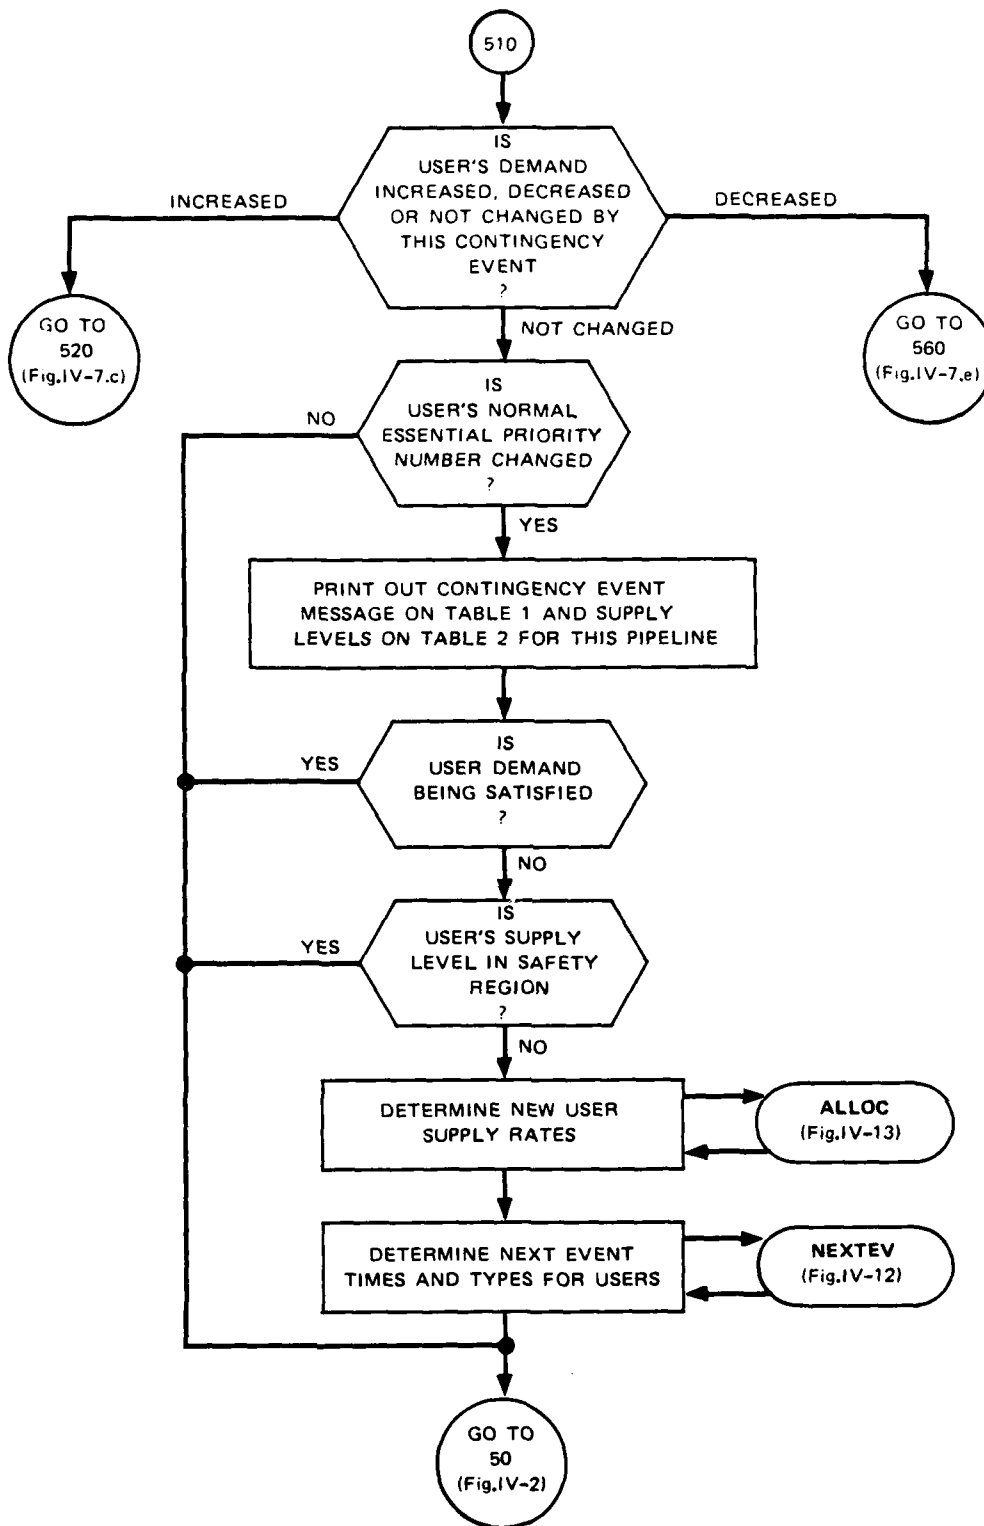 510
IS
USER'S DEMAND
INCREASED, DECREASED
OR NOT CHANGED BY
THIS CONTINGENCY
EVENT
?
INCREASED
DECREASED
GO TO
520
(Fig.IV-7.c)
NOT CHANGED
GO TO
560
(Fig.IV-7.e)
IS
USER'S NORMAL
ESSENTIAL PRIORITY
NUMBER CHANGED
?
NO
YES
PRINT OUT CONTINGENCY EVENT
MESSAGE ON TABLE 1 AND SUPPLY
LEVELS ON TABLE 2 FOR THIS PIPELINE
IS
USER DEMAND
BEING SATISFIED
?
YES
NO
IS
USER'S SUPPLY
LEVEL IN SAFETY
REGION
?
YES
NO
DETERMINE NEW USER
SUPPLY RATES
ALLOC
(Fig.IV-13)
DETERMINE NEXT EVENT
TIMES AND TYPES FOR USERS
NEXTEV
(Fig.IV-12)
GO TO
50
(Fig.IV-2)